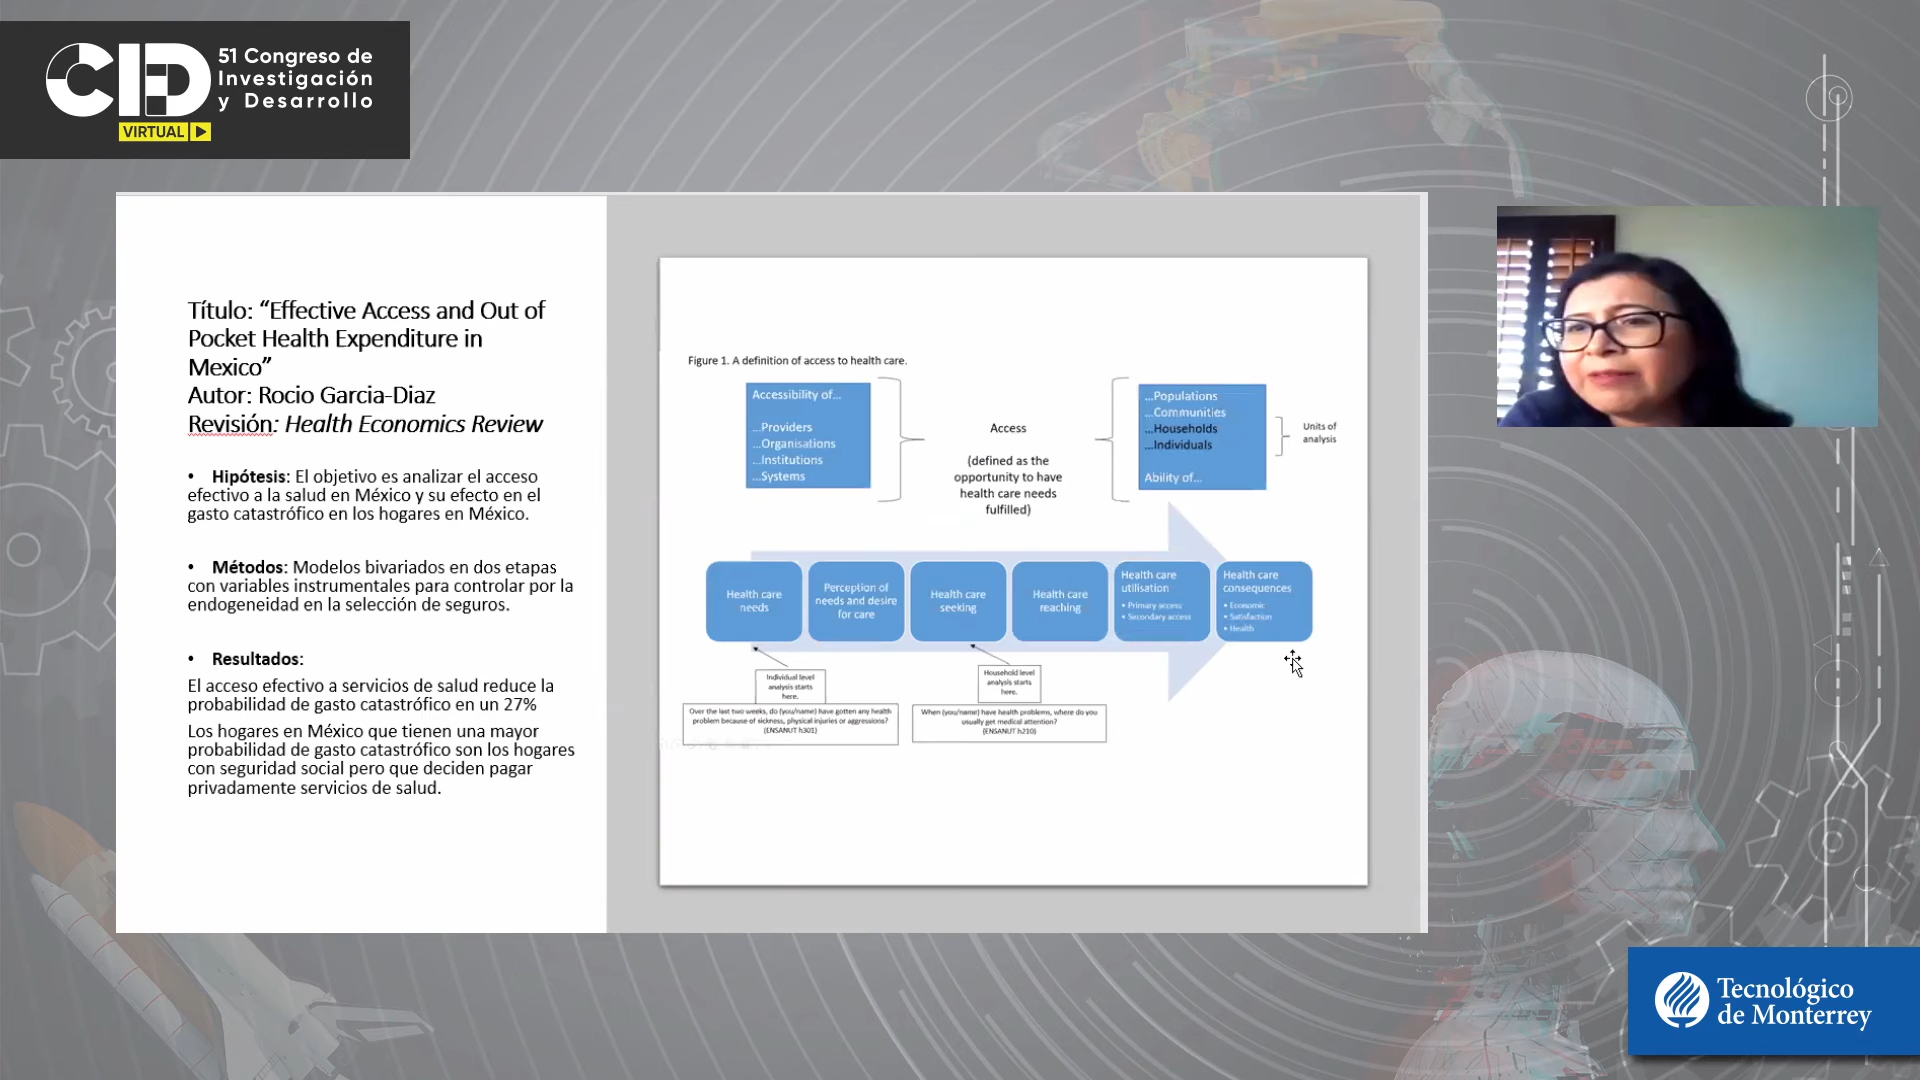 CID
51 Congreso de
Investigación
y Desarrollo
VIRTUAL
Título: “Effective Access and Out of
Pocket Health Expenditure in
Mexico”
Autor: Rocio Garcia-Diaz
Revisión: Health Economics Review
• Hipótesis: El objetivo es analizar el acceso
efectivo a la salud en México y su efecto en el
gasto catastrófico en los hogares en México.
• Métodos: Modelos bivariados en dos etapas
con variables instrumentales para controlar por la
endogeneidad en la selección de seguros.
• Resultados:
El acceso efectivo a servicios de salud reduce la
probabilidad de gasto catastrófico en un 27%
Los hogares en México que tienen una mayor
probabilidad de gasto catastrófico son los hogares
con seguridad social pero que deciden pagar
privadamente servicios de salud.
Figure 1. A definition of access to health care.
Accessibility of...
...Providers
...Organisations
...Institutions
...Systems
Access
(defined as the
opportunity to have
health care needs
fulfilled)
...Populations
...Communities
...Households
...Individuals
Ability of...
Units of
analysis
Health care
needs
Perception of
needs and desire
for care
Health care
seeking
Health care
reaching
Health care
utilisation
• Primary access
• Secondary access
Health care
consequences
• Economic
• Satisfaction
• Health
Individual level
analysis starts
here.
Over the last two weeks, do (you/name) have gotten any health
problem because of sickness, physical injuries or aggressions?
(ENSANUT h301)
Household level
analysis starts
here.
When (you/name) have health problems, where do you
usually get medical attention?
(ENSANUT h210)
Tecnológico
de Monterrey